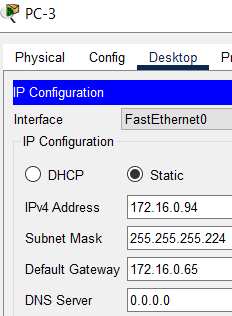 PC-3
Physical Config Desktop
IP Configuration
Interface FastEthernet0
IP Configuration
DHCP Static
IPv4 Address 172.16.0.94
Subnet Mask 255.255.255.224
Default Gateway 172.16.0.65
DNS Server 0.0.0.0